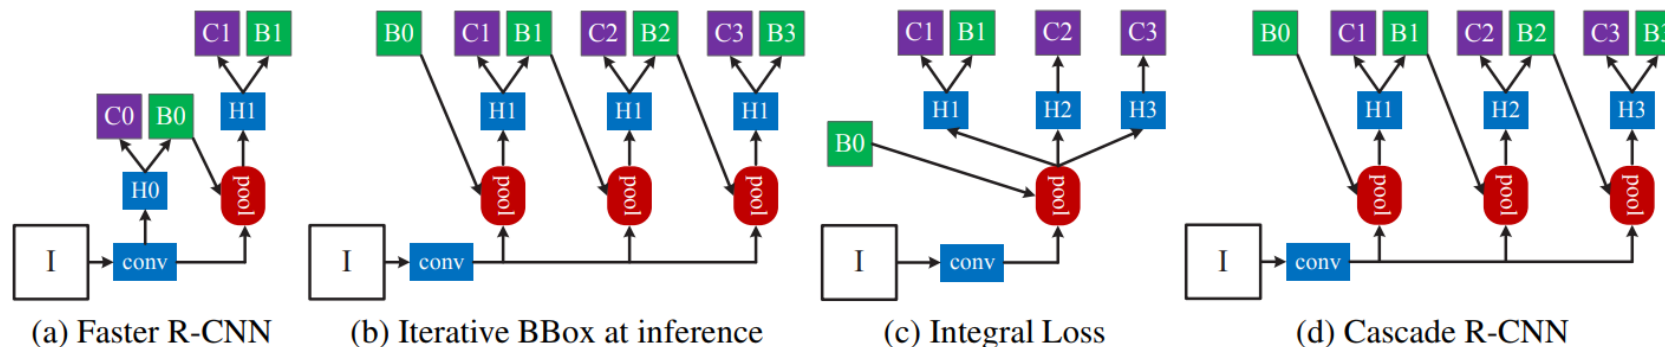 C1 B1 B0 C1 B1 C2 B2 C3 B3 C1 B1 C2 C3 B0 C1 B1 C2 B2 C3 B3
C0 B0 H1 H1 H1 H1 H1 H2 H3 H1 H2 H3
B0
H0 pool pool pool pool pool pool pool pool
I conv I conv I conv I conv
(a) Faster R-CNN (b) Iterative BBox at inference (c) Integral Loss (d) Cascade R-CNN